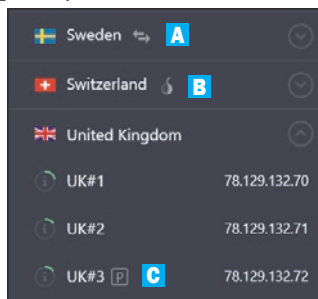 Sweden A
Switzerland B
United Kingdom
UK#1 78.129.132.70
UK#2 78.129.132.71
UK#3 P C 78.129.132.72